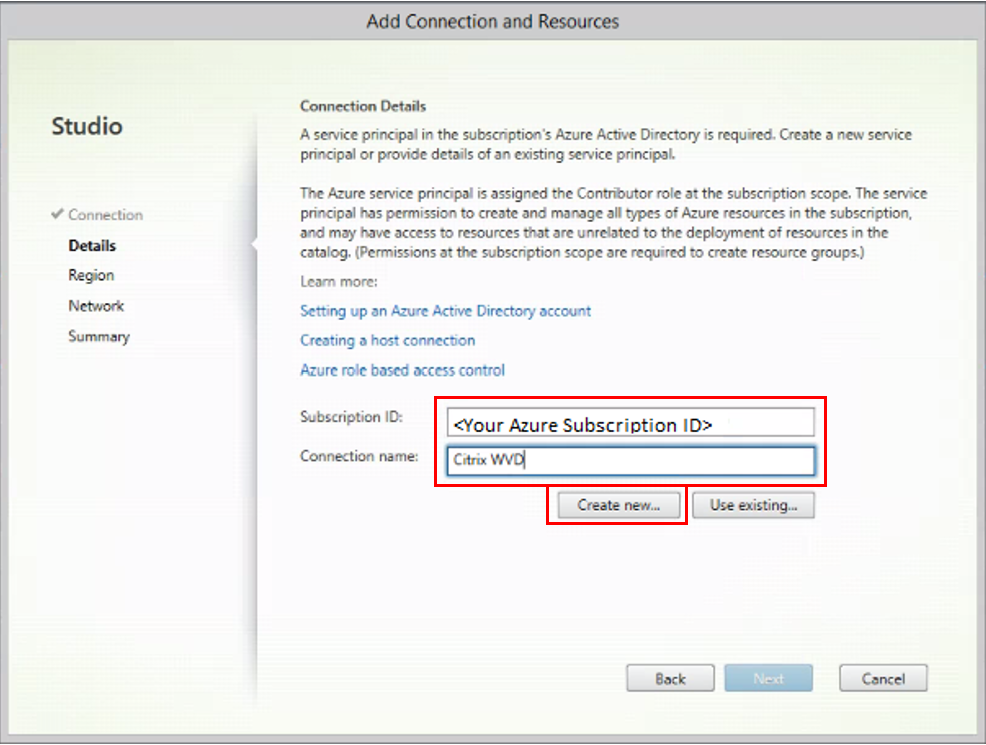 Add Connection and Resources
Studio
Connection
Details
Region
Network
Summary
Connection Details
A service principal in the subscription's Azure Active Directory is required. Create a new service
principal or provide details of an existing service principal.
The Azure service principal is assigned the Contributor role at the subscription scope. The service
principal has permission to create and manage all types of Azure resources in the subscription,
and may have access to resources that are unrelated to the deployment of resources in the
catalog. (Permissions at the subscription scope are required to create resource groups.)
Learn more:
Setting up an Azure Active Directory account
Creating a host connection
Azure role based access control
Subscription ID: <Your Azure Subscription ID>
Connection name: Citrix WVD
Create new... Use existing...
Back Next Cancel